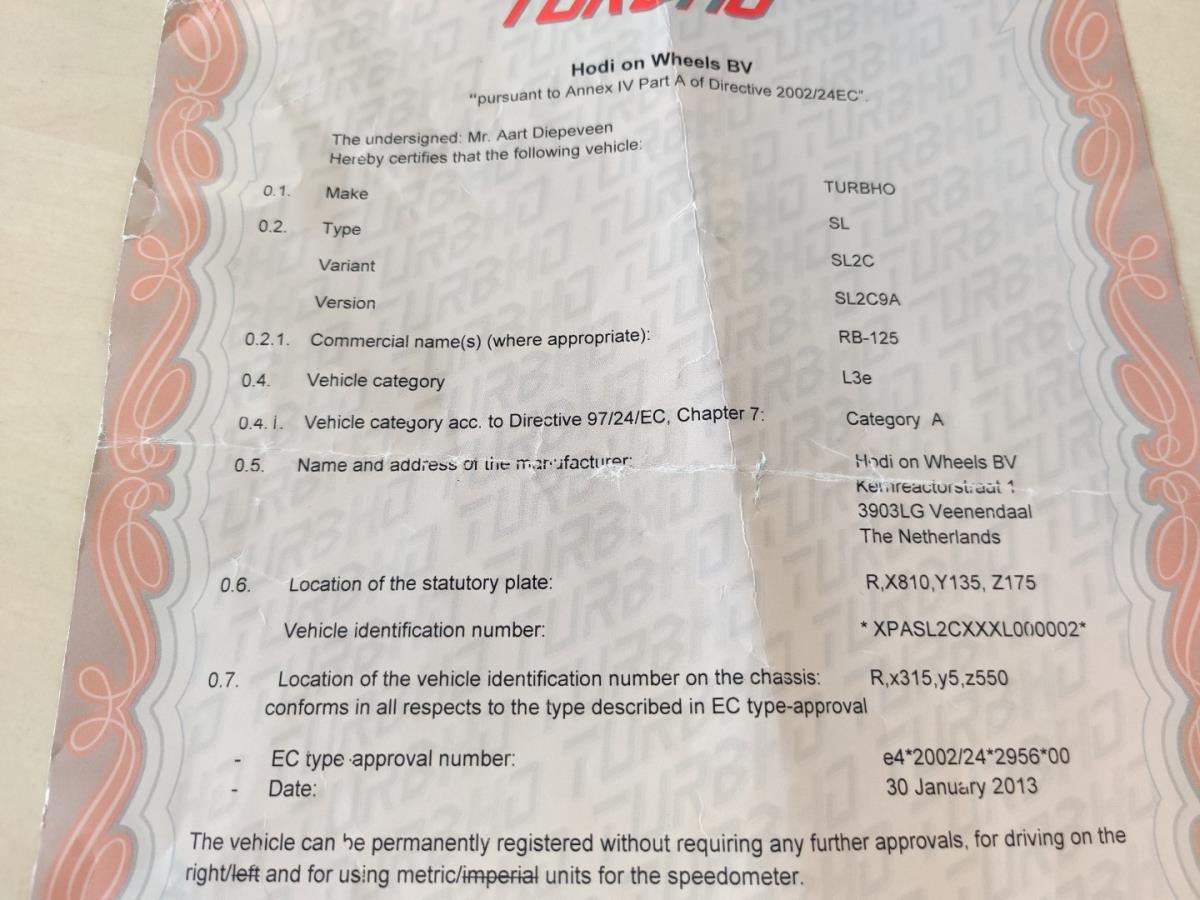 TURBHO
Hodi on Wheels BV
"pursuant to Annex IV Part A of Directive 2002/24EC".
The undersigned: Mr. Aart Diepeveen
Hereby certifies that the following vehicle:
0.1. Make TURBHO
0.2. Type SL
Variant SL2C
Version SL2C9A
0.2.1. Commercial name(s) (where appropriate): RB-125
0.4. Vehicle category L3e
0.4. i. Vehicle category acc. to Directive 97/24/EC, Chapter 7: Category A
0.5. Name and address of the manufacturer: Hodi on Wheels BV
Kernreactorstraat 1
3903LG Veenendaal
The Netherlands
0.6. Location of the statutory plate: R,X810,Y135, Z175
Vehicle identification number: * XPASL2CXXXL000002*
0.7. Location of the vehicle identification number on the chassis: R,x315,y5,z550
conforms in all respects to the type described in EC type-approval
- EC type-approval number: e4*2002/24*2956*00
- Date: 30 January 2013
The vehicle can be permanently registered without requiring any further approvals, for driving on the
right/left and for using metric/imperial units for the speedometer.